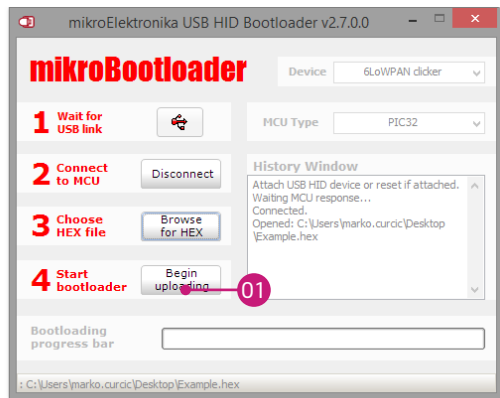 mikroElektronika USB HID Bootloader v2.7.0.0
mikroBootloader
Device 6LoWPAN clicker
1 Wait for
USB link
MCU Type PIC32
2 Connect
to MCU
Disconnect
History Window
Attach USB HID device or reset if attached.
Waiting MCU response...
Connected.
Opened: C:\Users\marko.curcic\Desktop
\Example.hex
3 Choose
HEX file
Browse
for HEX
4 Start
bootloader
Begin
uploading
01
Bootloading
progress bar
: C:\Users\marko.curcic\Desktop\Example.hex